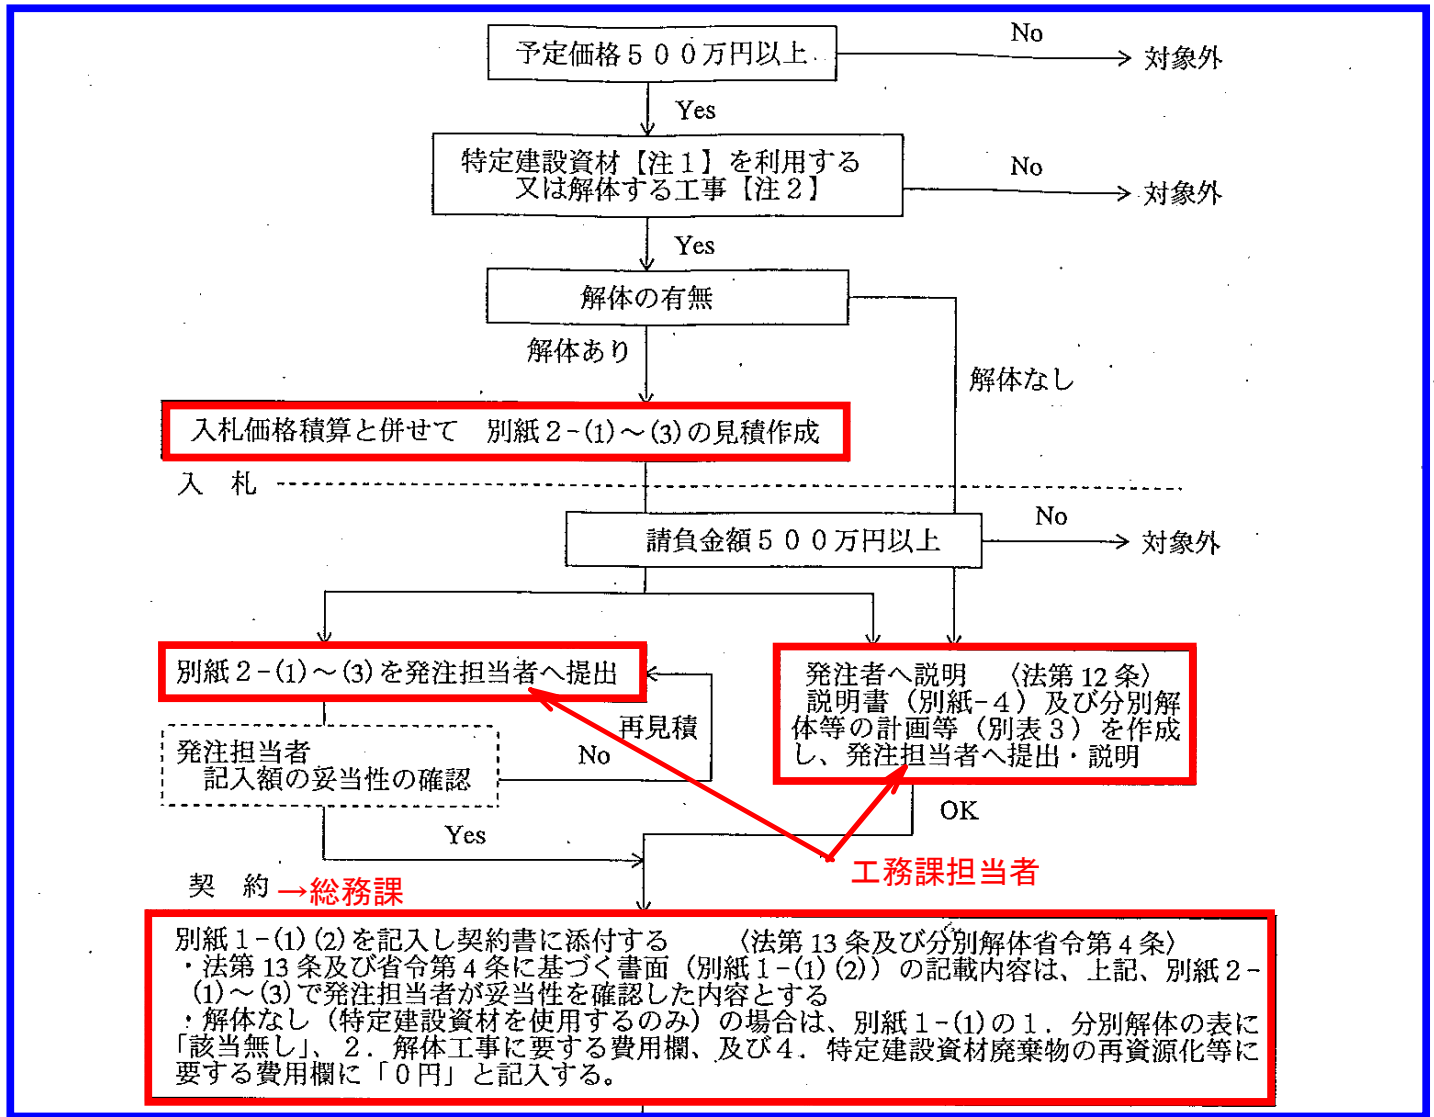 予定価格５００万円以上
No
対象外
Yes
特定建設資材【注１】を利用する
又は解体する工事【注２】
No
対象外
Yes
解体の有無
解体あり
解体なし
入札価格積算と併せて　別紙２-(1)～(3)の見積作成
入　札
請負金額５００万円以上
No
対象外
別紙２-(1)～(3)を発注担当者へ提出
発注者へ説明　〈法第12条〉
説明書（別紙-４）及び分別解
体等の計画等（別表３）を作成
し、発注担当者へ提出・説明
再見積
発注担当者
記入額の妥当性の確認
No
OK
Yes
工務課担当者
契　約 →総務課
別紙１-(1)(2)を記入し契約書に添付する　　〈法第13条及び分別解体省令第４条〉
・法第13条及び省令第４条に基づく書面（別紙１-(1)(2)）の記載内容は、上記、別紙２-
(1)～(3)で発注担当者が妥当性を確認した内容とする
・解体なし（特定建設資材を使用するのみ）の場合は、別紙１-(1)の１．分別解体の表に
「該当無し」、２．解体工事に要する費用欄、及び４．特定建設資材廃棄物の再資源化等に
要する費用欄に「０円」と記入する。